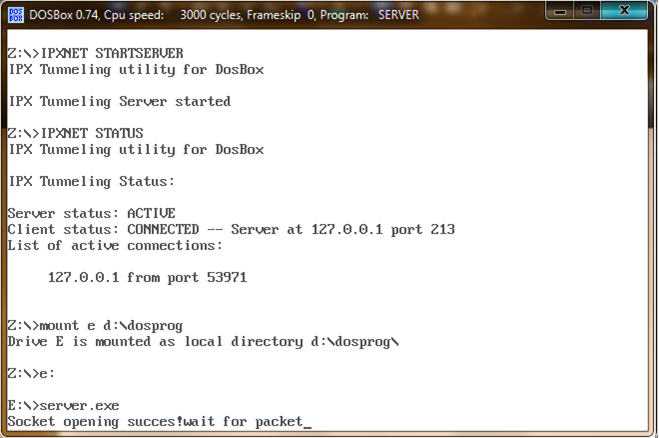 DOS
BOX
DOSBox 0.74, Cpu speed:    3000 cycles, Frameskip  0, Program:   SERVER
Z:\>IPXNET STARTSERVER
IPX Tunneling utility for DosBox
IPX Tunneling Server started
Z:\>IPXNET STATUS
IPX Tunneling utility for DosBox
IPX Tunneling Status:
Server status: ACTIVE
Client status: CONNECTED -- Server at 127.0.0.1 port 213
List of active connections:
     127.0.0.1 from port 53971
Z:\>mount e d:\dosprog
Drive E is mounted as local directory d:\dosprog\
Z:\>e:
E:\>server.exe
Socket opening succes!wait for packet_